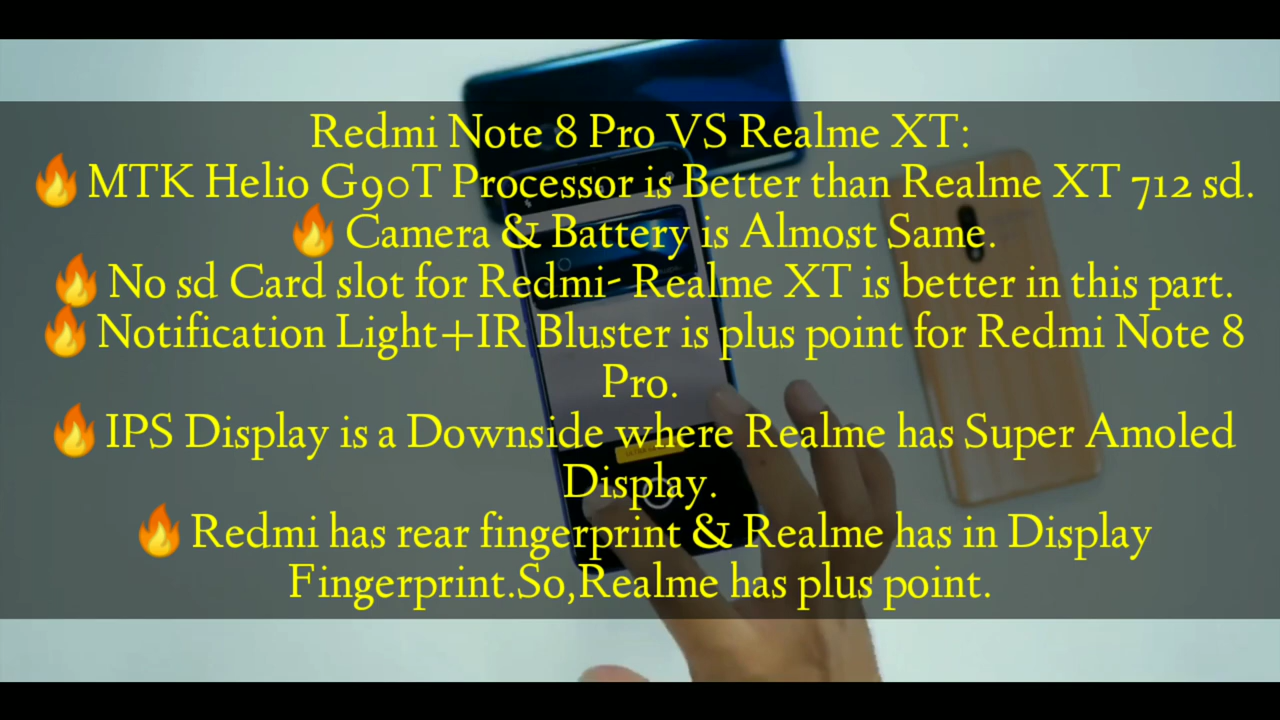 Redmi Note 8 Pro VS Realme XT:
🔥MTK Helio G90T Processor is Better than Realme XT 712 sd.
🔥Camera & Battery is Almost Same.
🔥No sd Card slot for Redmi- Realme XT is better in this part.
🔥Notification Light+IR Bluster is plus point for Redmi Note 8
Pro.
🔥IPS Display is a Downside where Realme has Super Amoled
Display.
🔥Redmi has rear fingerprint & Realme has in Display
Fingerprint.So,Realme has plus point.